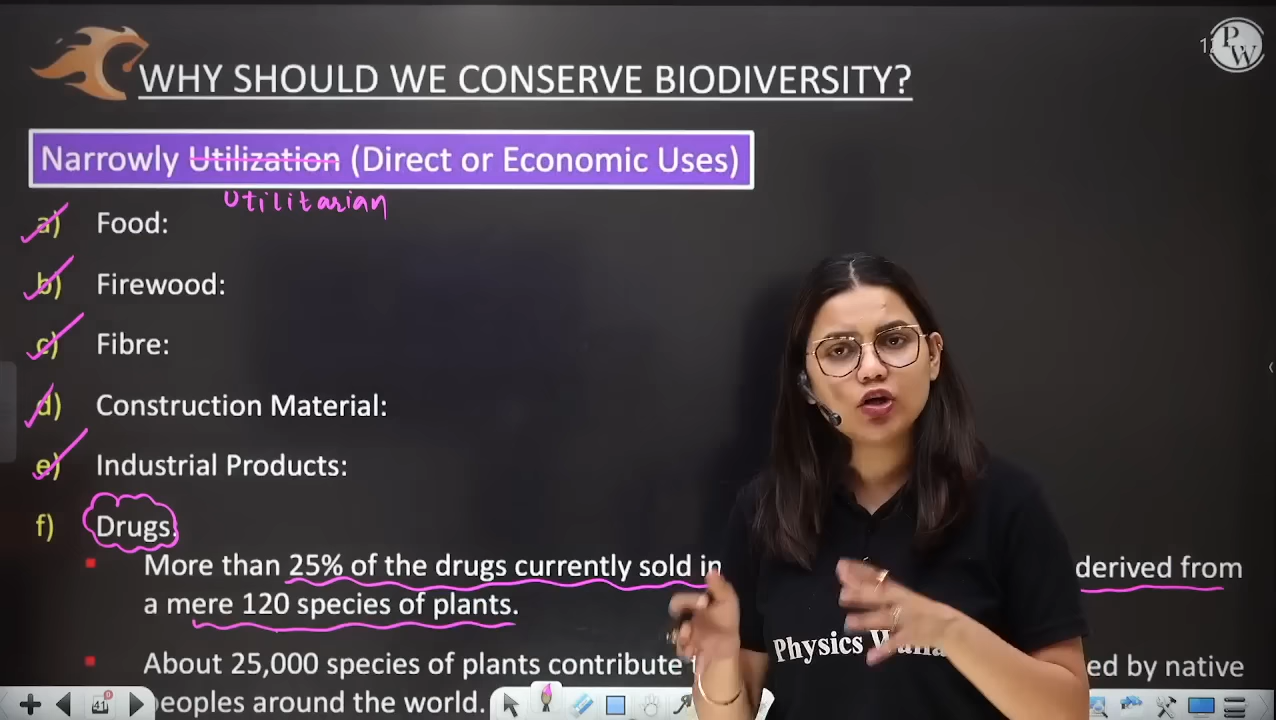 PW
WHY SHOULD WE CONSERVE BIODIVERSITY?
Narrowly Utilization (Direct or Economic Uses)
Utilitarian
a) Food:
b) Firewood:
c) Fibre:
d) Construction Material:
e) Industrial Products:
f) Drugs:
More than 25% of the drugs currently sold in derived from
a mere 120 species of plants.
Physics
About 25,000 species of plants contribute by native
peoples around the world.
41